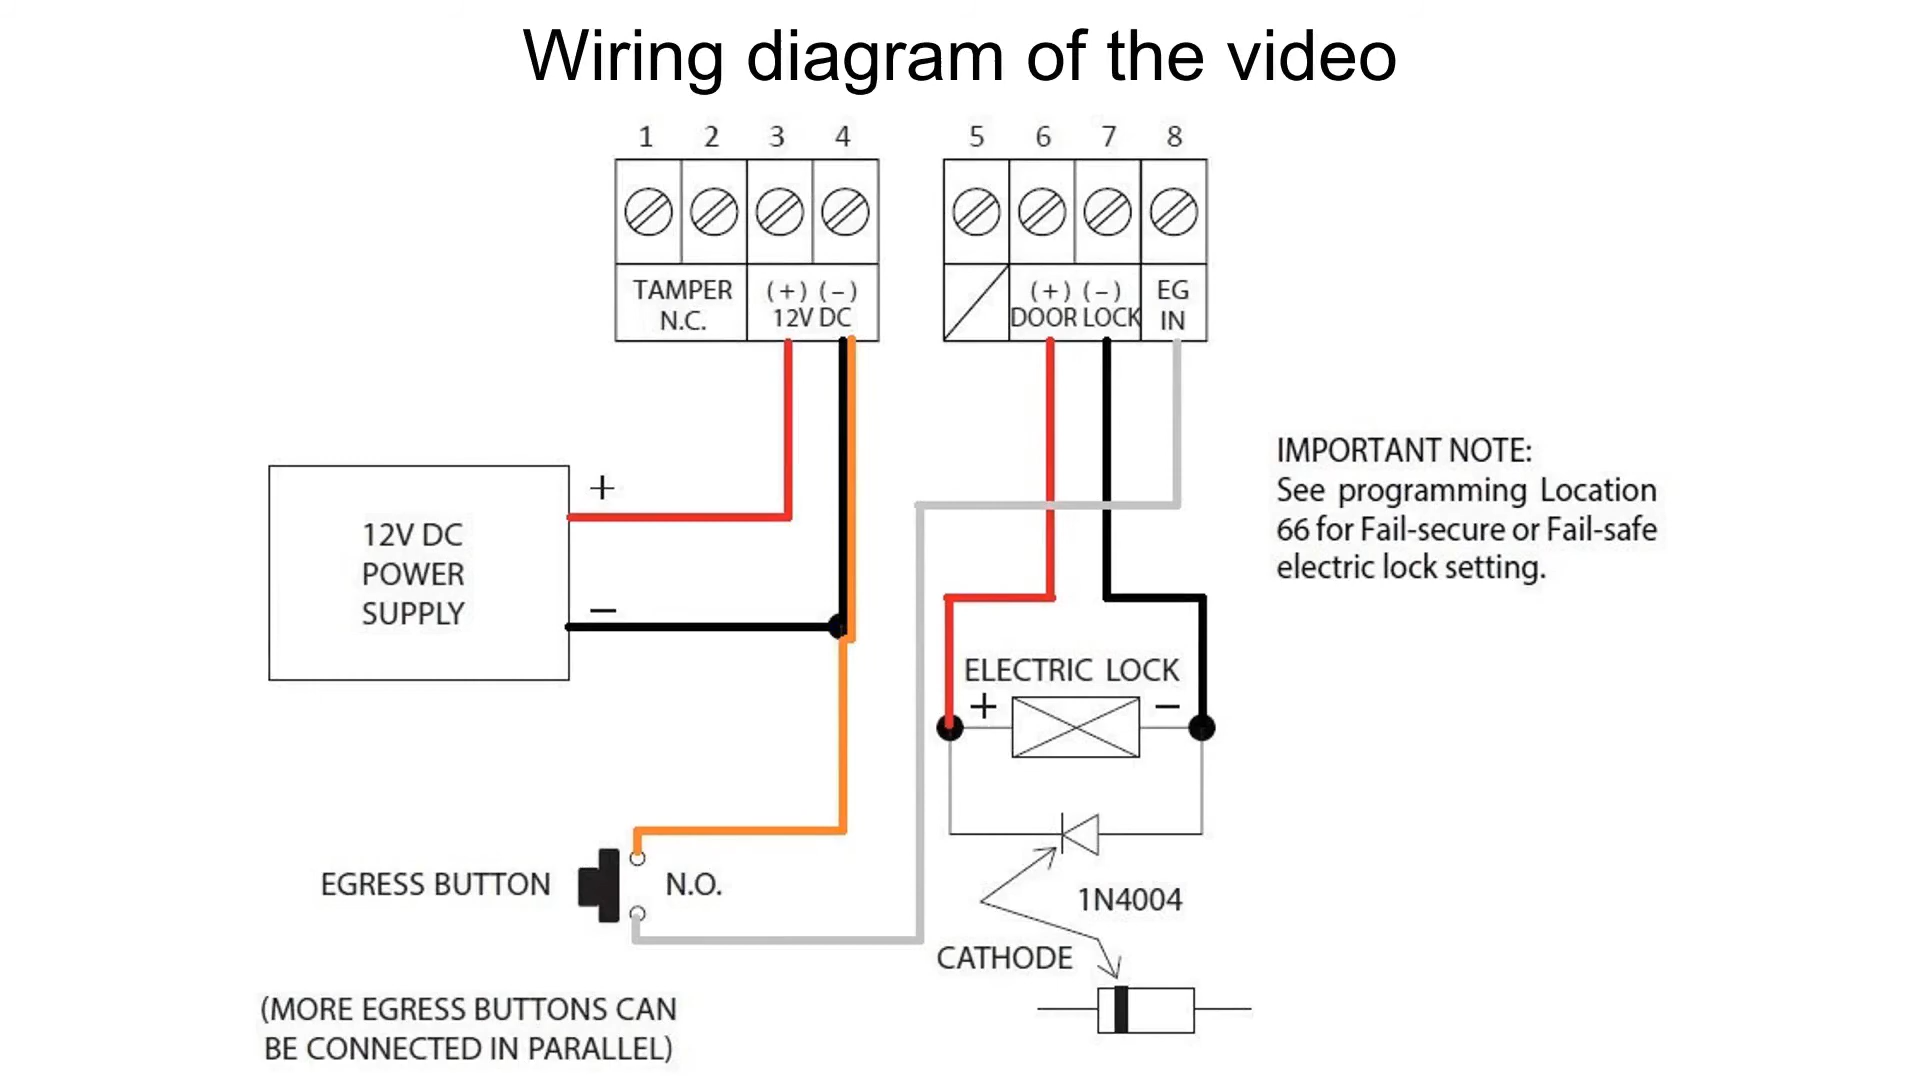 Wiring diagram of the video
1 2 3 4 5 6 7 8
TAMPER
N.C.
(+) (–)
12V DC
(+) (–)
DOOR LOCK
EG
IN
12V DC
POWER
SUPPLY
+
–
IMPORTANT NOTE:
See programming Location
66 for Fail-secure or Fail-safe
electric lock setting.
ELECTRIC LOCK
+ –
EGRESS BUTTON
N.O.
1N4004
CATHODE
(MORE EGRESS BUTTONS CAN
BE CONNECTED IN PARALLEL)